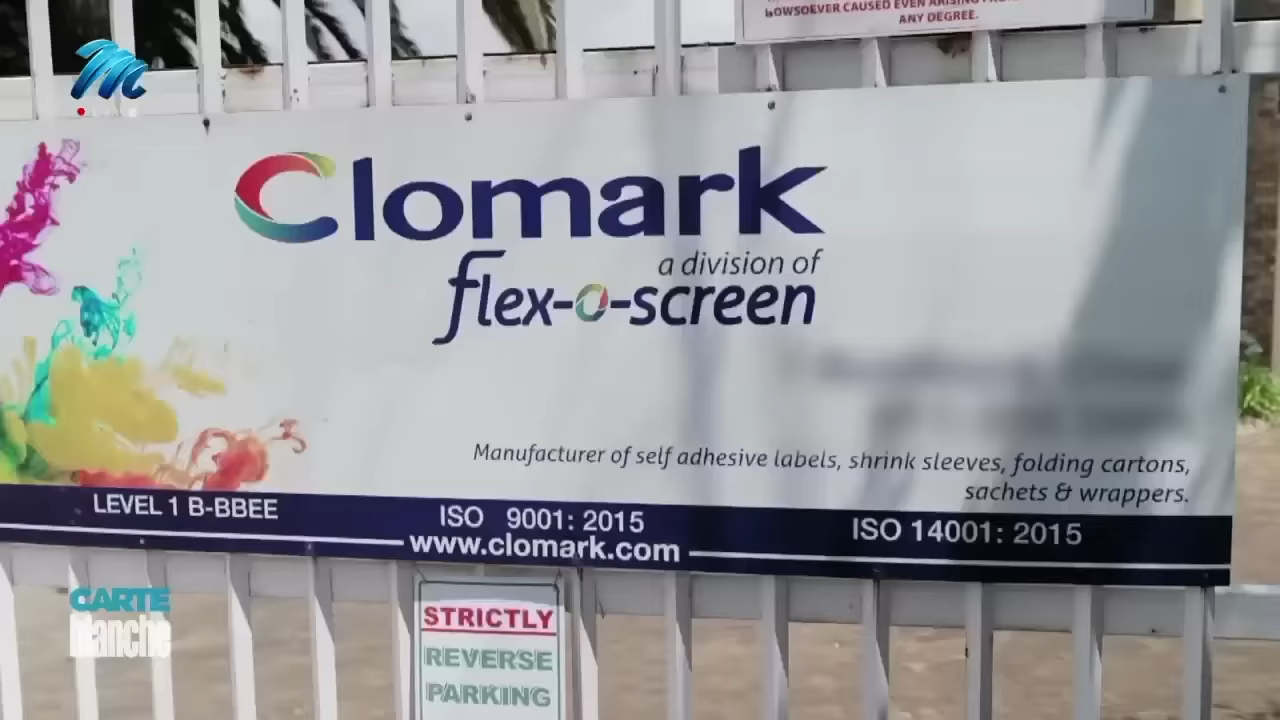 HOWSOEVER CAUSED EVEN ARISING
ANY DEGREE.
Clomark
a division of
flex-o-screen
Manufacturer of self adhesive labels, shrink sleeves, folding cartons,
sachets & wrappers.
LEVEL 1 B-BBEE
ISO 9001: 2015
ISO 14001: 2015
www.clomark.com
CARTE
blanche
STRICTLY
REVERSE
PARKING